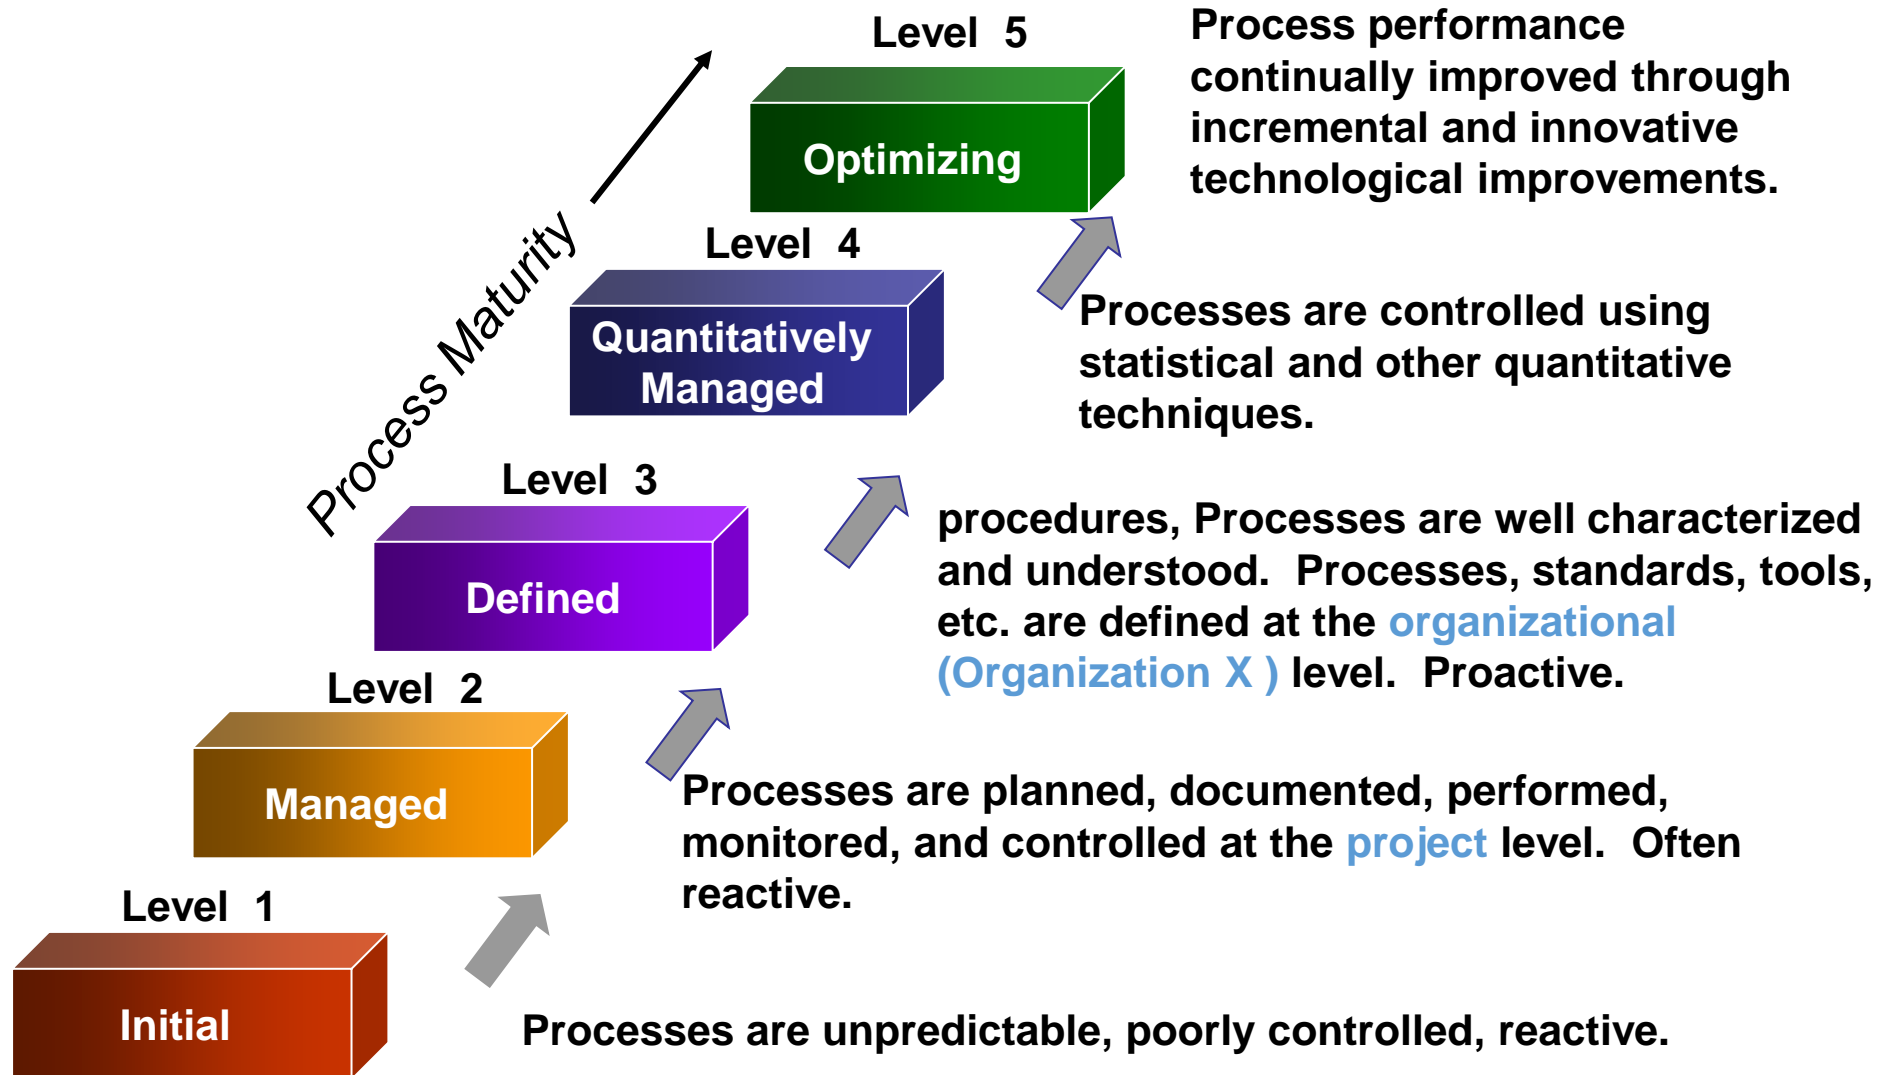 Level 5
Optimizing
Process performance
continually improved through
incremental and innovative
technological improvements.
Process Maturity
Level 4
Quantitatively
Managed
Processes are controlled using
statistical and other quantitative
techniques.
Level 3
Defined
procedures, Processes are well characterized
and understood. Processes, standards, tools,
etc. are defined at the organizational
(Organization X ) level. Proactive.
Level 2
Managed
Processes are planned, documented, performed,
monitored, and controlled at the project level. Often
reactive.
Level 1
Initial
Processes are unpredictable, poorly controlled, reactive.